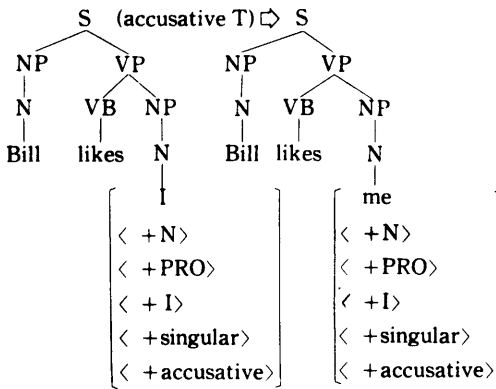 S (accusative T) ⇨ S
NP VP NP VP
N VB NP N VB NP
Bill likes N Bill likes N
I me
< +N> < +N>
< +PRO> < +PRO>
< +I> < +I>
< +singular> < +singular>
< +accusative> < +accusative>